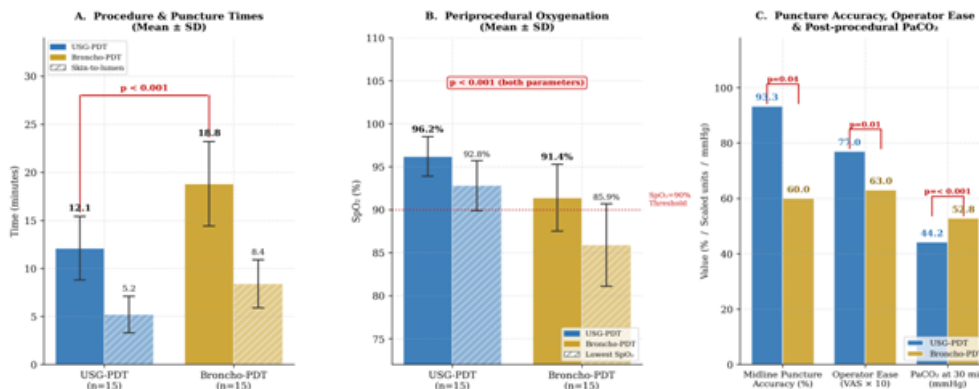 A. Procedure & Puncture Times
(Mean ± SD)
USG-PDT
Broncho-PDT
Skin-to-lumen
p < 0.001
12.1
5.2
18.8
8.4
Time (minutes)
30
25
20
15
10
5
0
USG-PDT
(n=15)
Broncho-PDT
(n=15)
B. Periprocedural Oxygenation
(Mean ± SD)
p < 0.001 (both parameters)
96.2%
92.8%
91.4%
85.9%
SpO₂=90%
Threshold
SpO₂ (%)
110
105
100
95
90
85
80
75
USG-PDT
Broncho-PDT
Lowest SpO₂
USG-PDT
(n=15)
Broncho-PDT
(n=15)
C. Puncture Accuracy, Operator Ease
& Post-procedural PaCO₂
p=0.04
93.3
60.0
p=0.01
77.0
63.0
p=< 0.001
44.2
52.8
Value (% / Scaled units / mmHg)
100
80
60
40
20
0
USG-PDT
Broncho-PDT
Midline Puncture
Accuracy (%)
Operator Ease
(VAS × 10)
PaCO₂ at 30 mi
(mmHg)